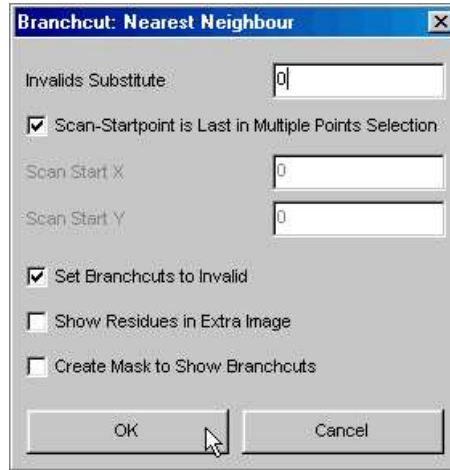 Branchcut: Nearest Neighbour
Invalids Substitute 0
Scan-Startpoint is Last in Multiple Points Selection
Scan Start X 0
Scan Start Y 0
Set Branchcuts to Invalid
Show Residues in Extra Image
Create Mask to Show Branchcuts
OK Cancel